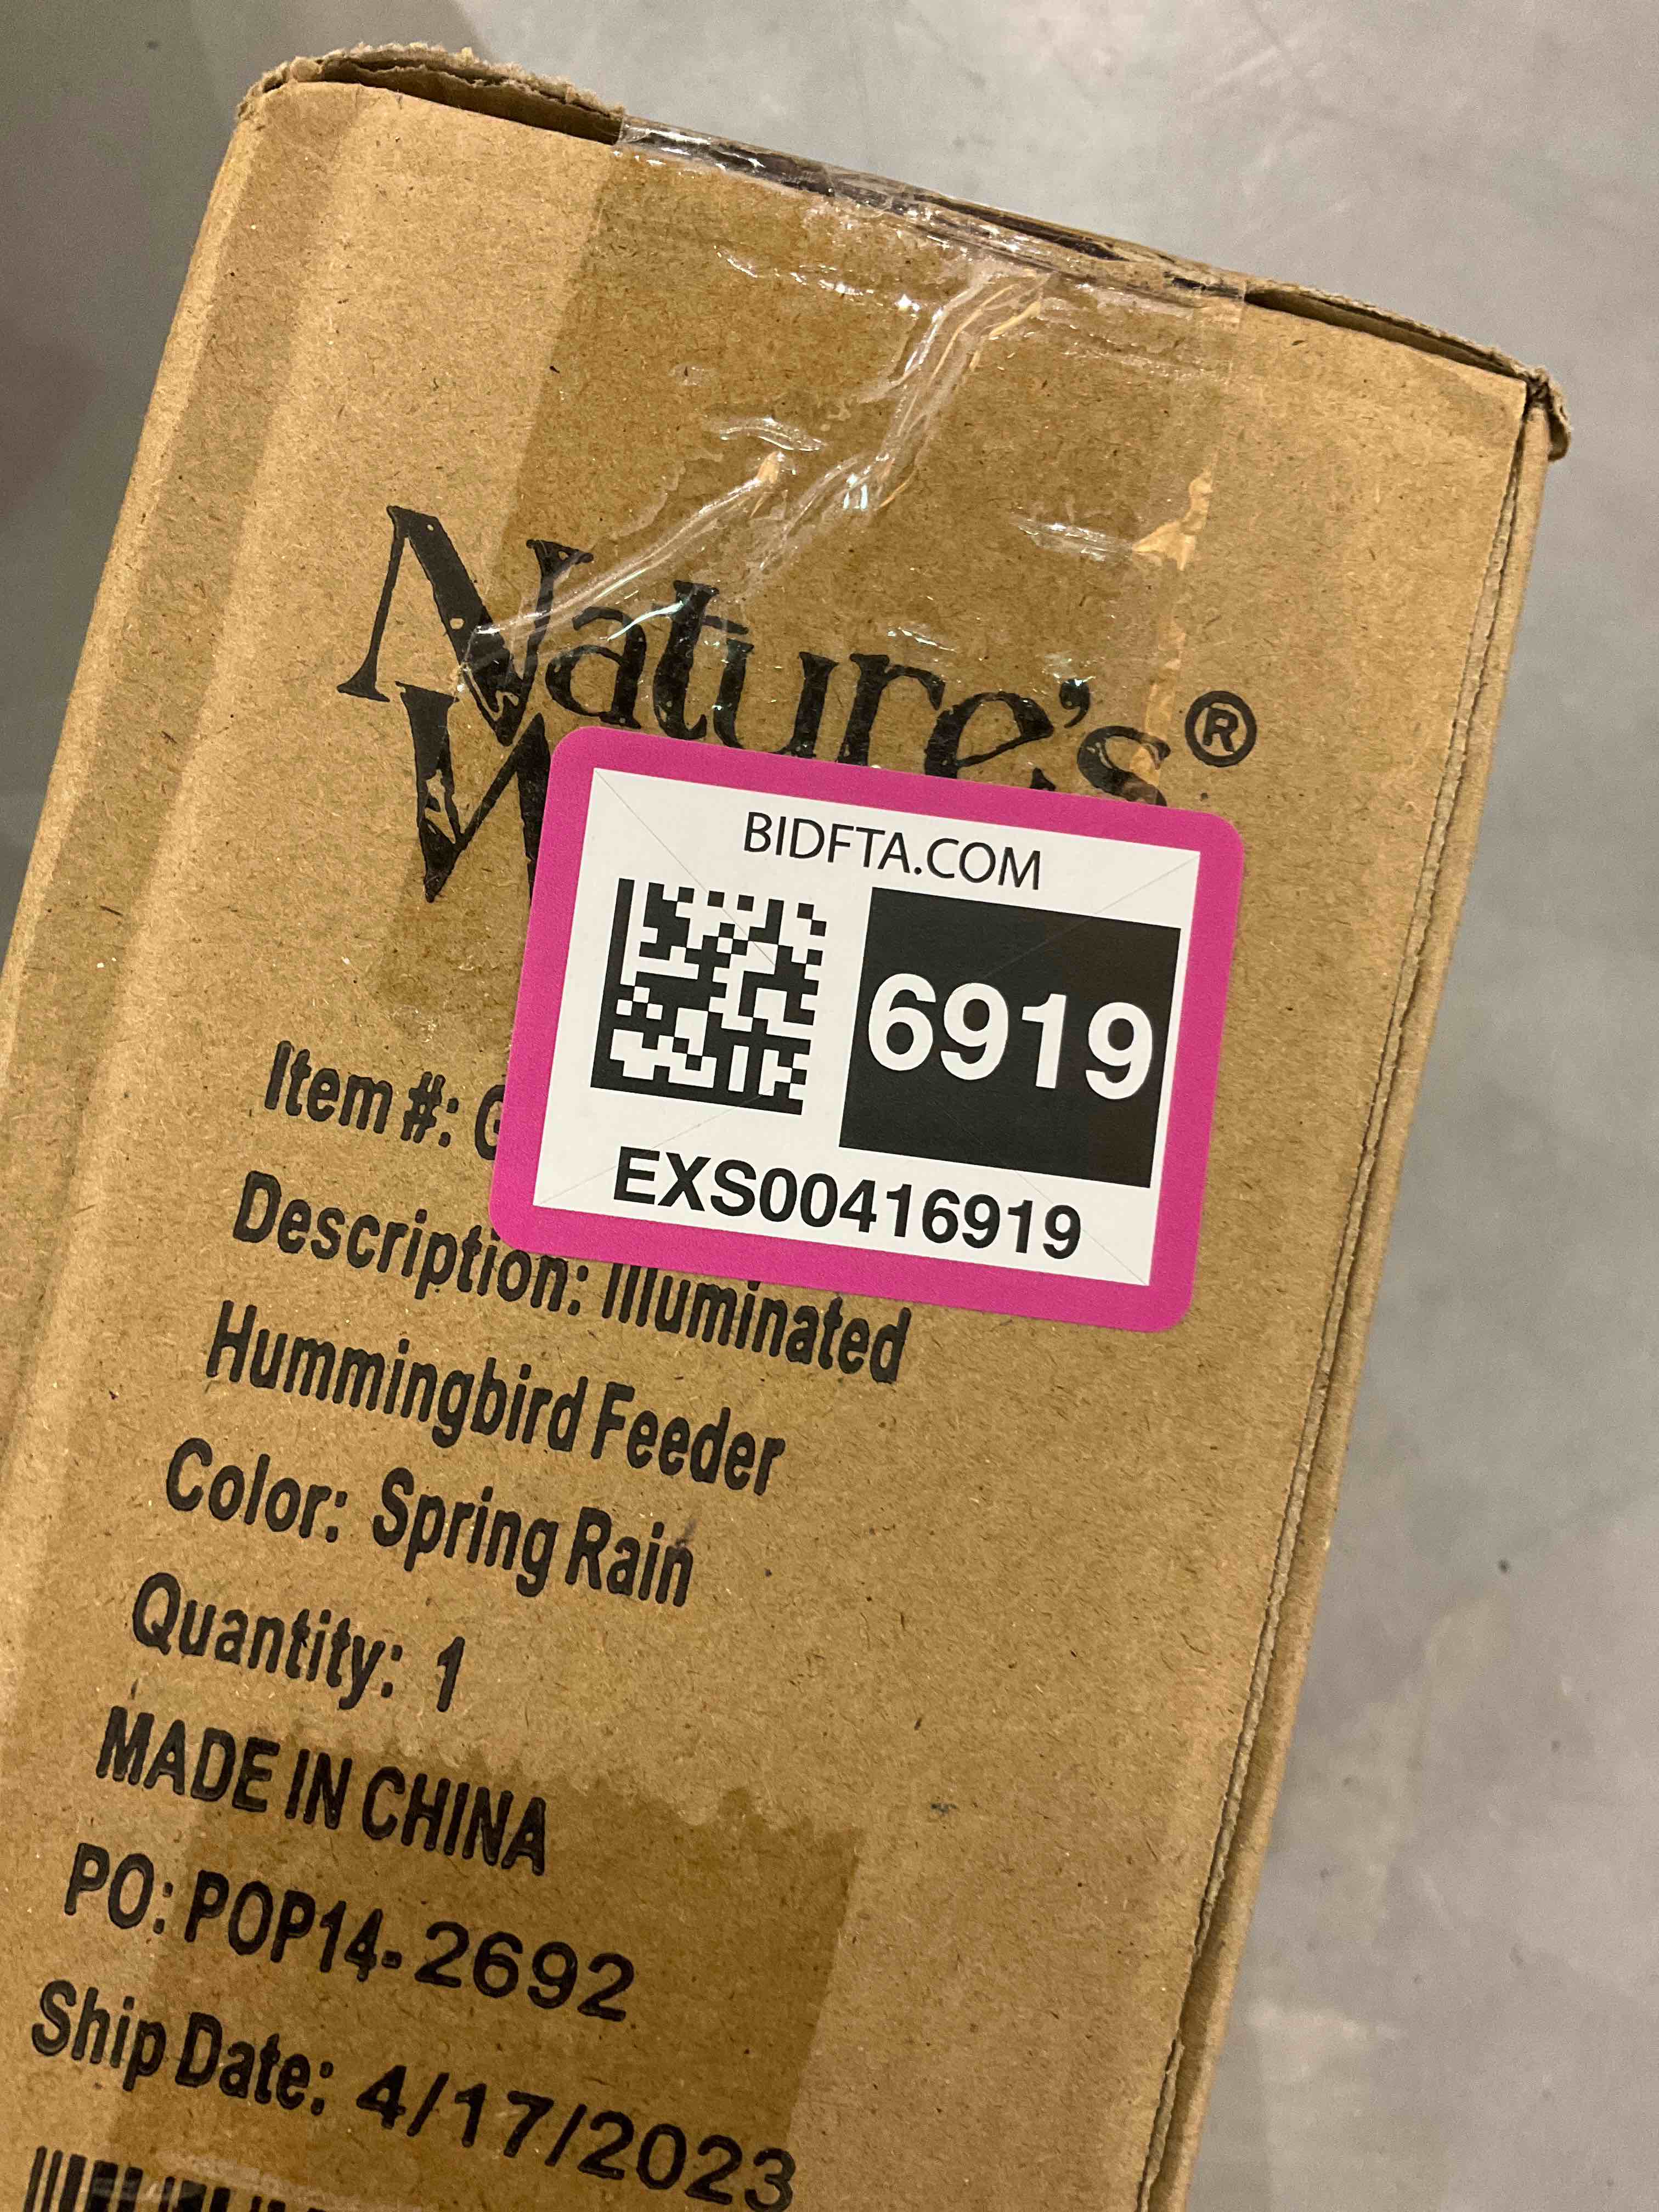 Nature's®
BIDFTA.COM
6919
EXS00416919
Item #:
Description: Illuminated
Hummingbird Feeder
Color: Spring Rain
Quantity: 1
MADE IN CHINA
PO: POP14-2692
Ship Date: 4/17/2023